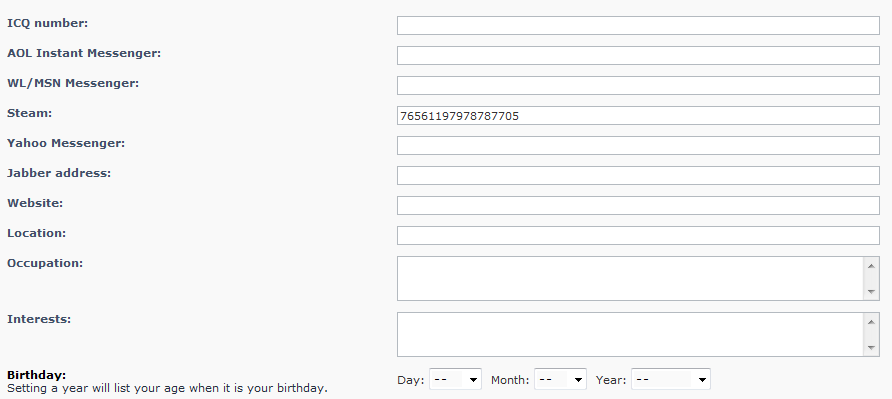 ICQ number:
AOL Instant Messenger:
WL/MSN Messenger:
Steam: 76561197978787705
Yahoo Messenger:
Jabber address:
Website:
Location:
Occupation:
Interests:
Birthday:
Setting a year will list your age when it is your birthday.
Day: -- Month: -- Year: --